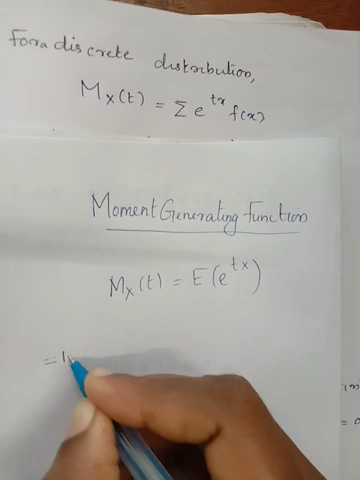 For a discrete distribution,
Mx(t) = Σ e^tx f(x)
Moment Generating Function
Mx(t) = E(e^tx)
=